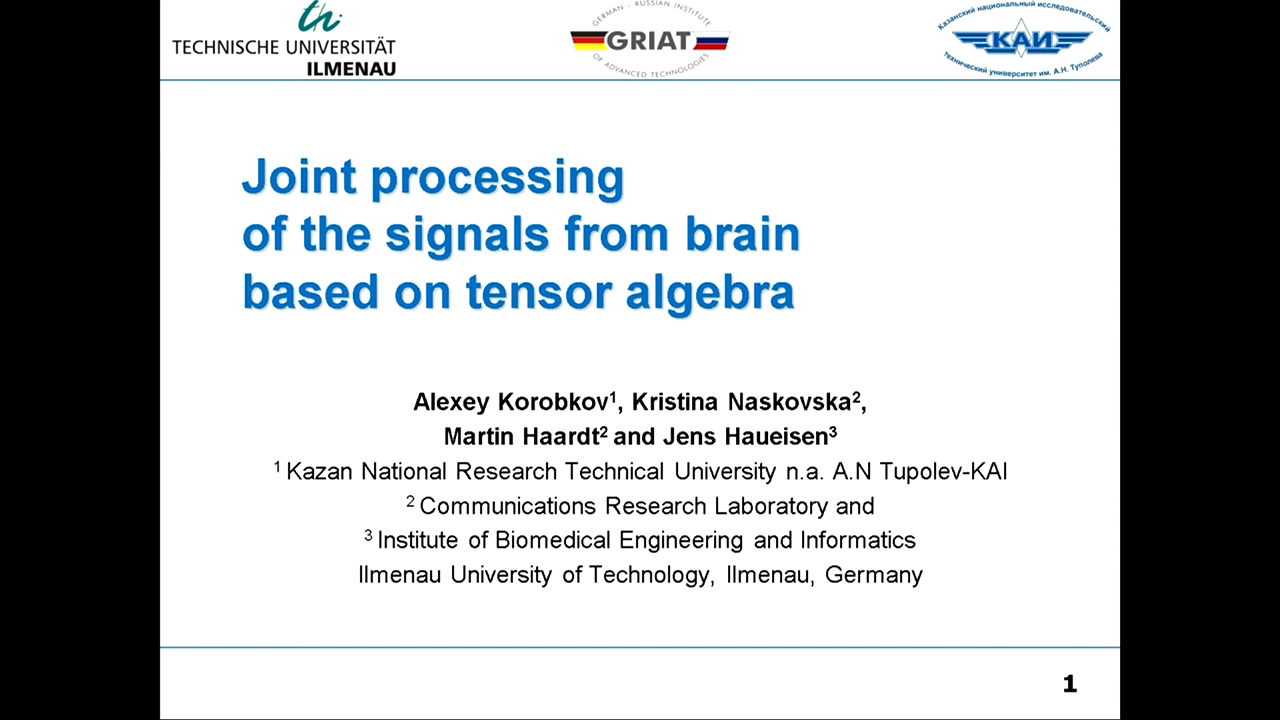 th
TECHNISCHE UNIVERSITÄT
ILMENAU
GERMAN - RUSSIAN INSTITUTE
GRIAT
OF ADVANCED TECHNOLOGIES
Казанский национальный исследовательский
КАИ
технический университет им. А.Н. Туполева
Joint processing
of the signals from brain
based on tensor algebra
Alexey Korobkov¹, Kristina Naskovska²,
Martin Haardt² and Jens Haueisen³
¹ Kazan National Research Technical University n.a. A.N Tupolev-KAI
² Communications Research Laboratory and
³ Institute of Biomedical Engineering and Informatics
Ilmenau University of Technology, Ilmenau, Germany
1